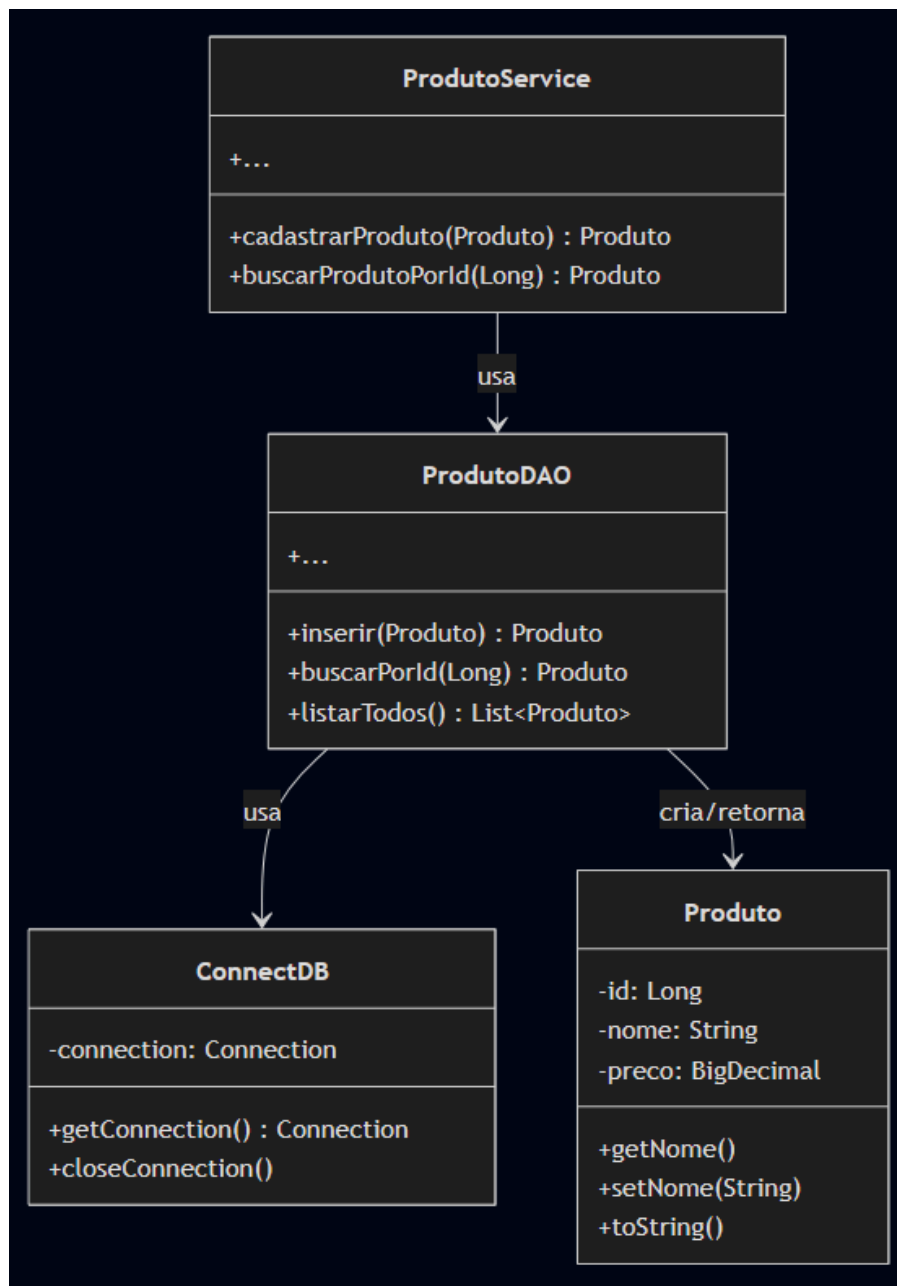 ProdutoService
+...
+cadastrarProduto(Produto) : Produto
+buscarProdutoPorId(Long) : Produto
usa
ProdutoDAO
+...
+inserir(Produto) : Produto
+buscarPorId(Long) : Produto
+listarTodos() : List<Produto>
usa
cria/retorna
ConnectDB
-connection: Connection
+getConnection() : Connection
+closeConnection()
Produto
-id: Long
-nome: String
-preco: BigDecimal
+getNome()
+setNome(String)
+toString()